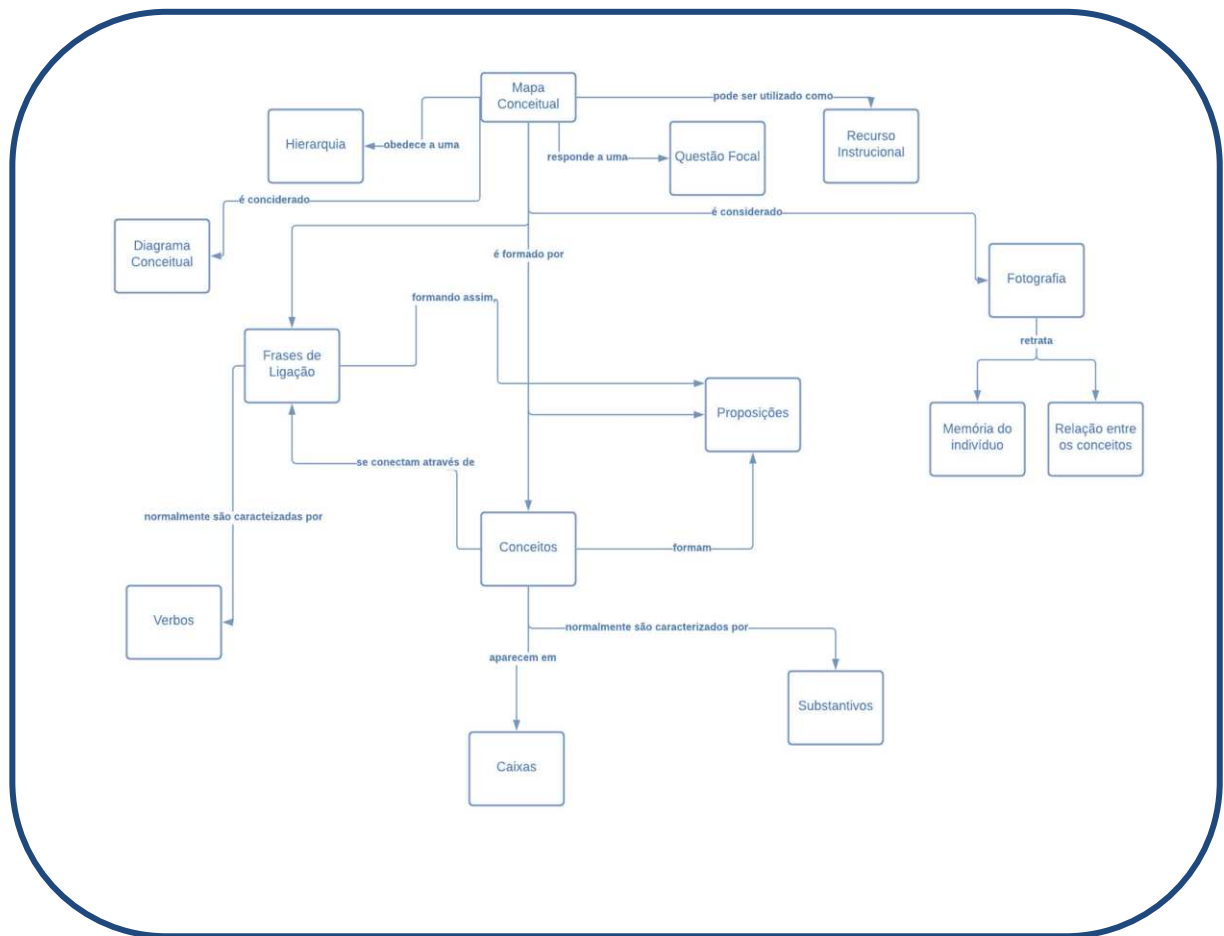 Mapa
Conceitual
pode ser utilizado como
Hierarquia
obedece a uma
responde a uma
Questão Focal
Recurso
Instrucional
é conciderado
é considerado
Diagrama
Conceitual
é formado por
Fotografia
formando assim,
retrata
Frases de
Ligação
Proposições
Memória do
indivíduo
Relação entre
os conceitos
se conectam através de
normalmente são caracteizadas por
Conceitos
formam
Verbos
normalmente são caracterizados por
aparecem em
Substantivos
Caixas